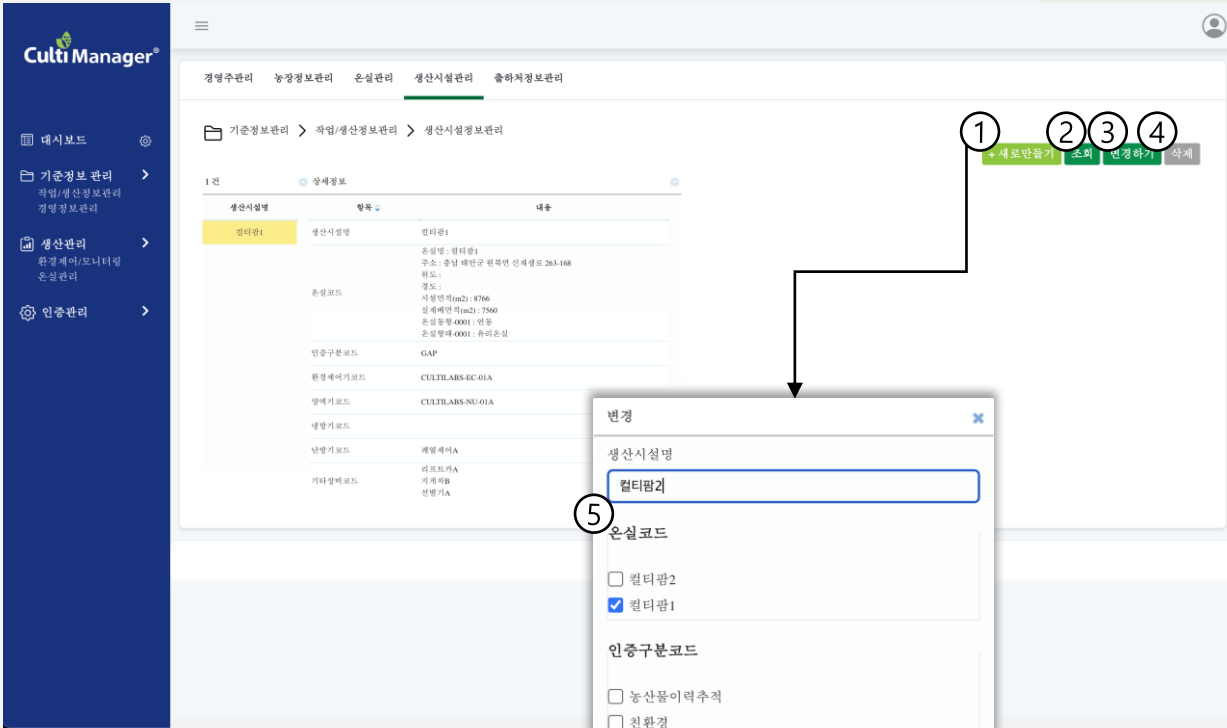 Culti Manager®
경영주관리 농장정보관리 온실관리 생산시설관리 출하처정보관리
기준정보관리 작업/생산정보관리 생산시설정보관리
1 2 3 4
+새로만들기 조회 변경하기 삭제
대시보드
기준정보 관리
작업/생산정보관리
경영정보관리
생산관리
환경제어/모니터링
온실관리
인증관리
1 건 상세정보
생산시설명 항목 내용
컬티팜1 생산시설명 컬티팜1
온실코드
온실명 : 컬티팜1
주소 : 충남 태안군 원북면 신재생로 263-168
위도 :
경도 :
시설면적(m2) : 8766
실재배면적(m2) : 7560
온실동형-0001 : 연동
온실형태-0001 : 유리온실
인증구분코드 GAP
환경제어기코드 CULTILABS-EC-01A
양액기코드 CULTILABS-NU-01A
냉방기코드
난방기코드 레일제어A
기타장비코드
리프트카A
지게차B
선별기A
변경
생산시설명
컬티팜2
5
온실코드
컬티팜2
컬티팜1
인증구분코드
농산물이력추적
친환경